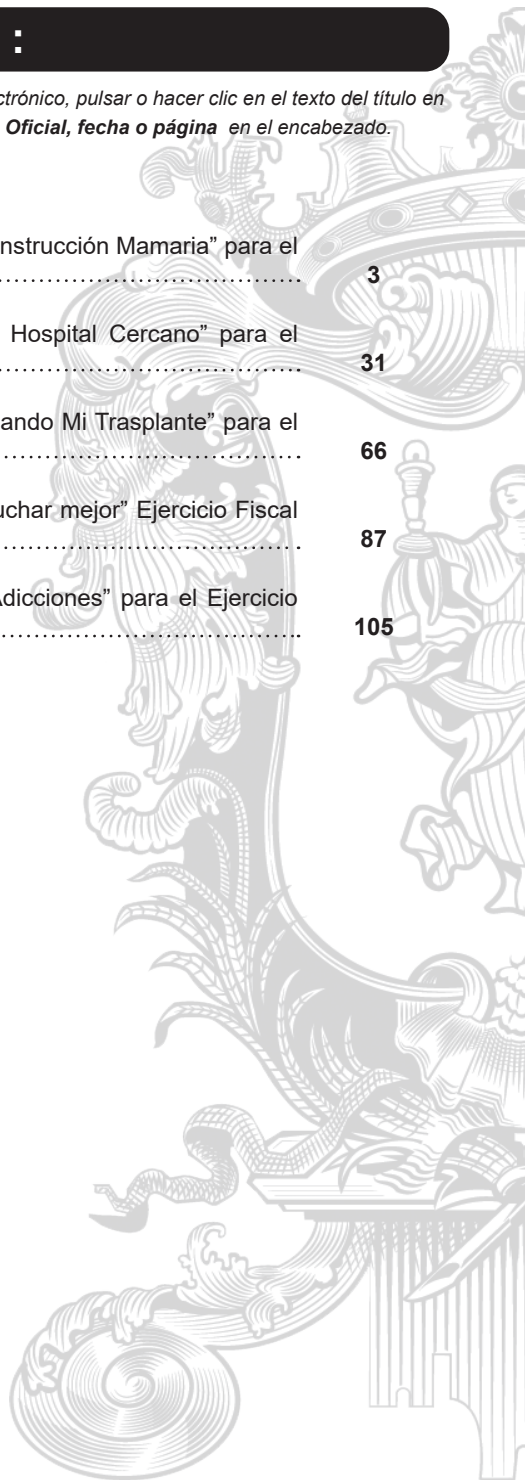 :
ctrónico, pulsar o hacer clic en el texto del título en
Oficial, fecha o página en el encabezado.
nstrucción Mamaria” para el
........................................ 3
Hospital Cercano” para el
........................................ 31
ando Mi Trasplante” para el
........................................ 66
uchar mejor” Ejercicio Fiscal
........................................ 87
Adicciones” para el Ejercicio
........................................ 105